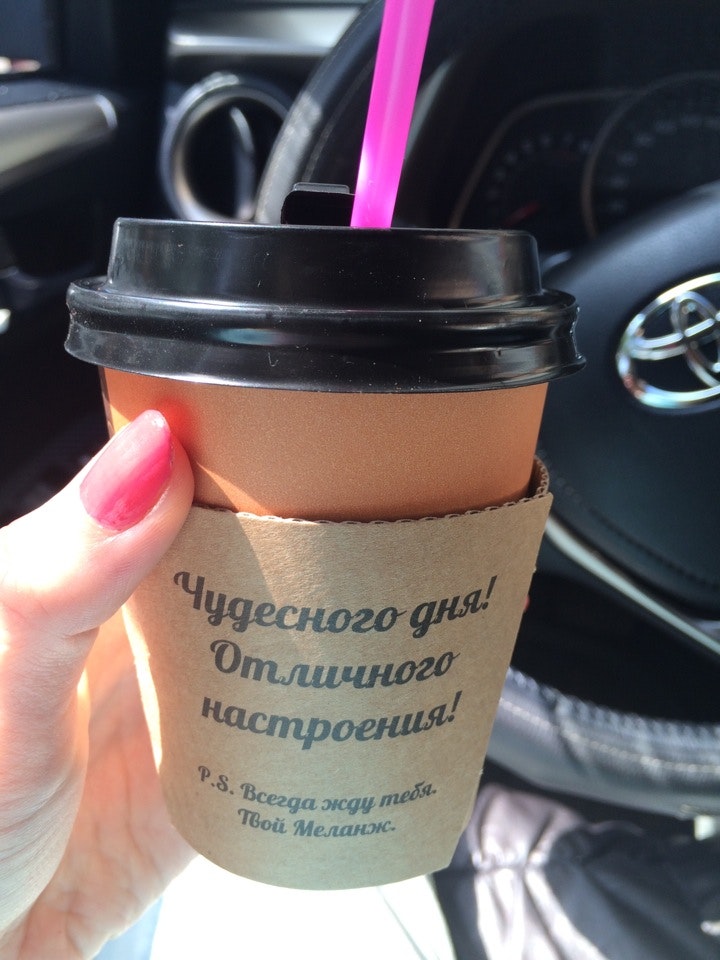 Чудесного дня!
Отличного
настроения!
P.S. Всегда жду тебя.
Твой Меланж.